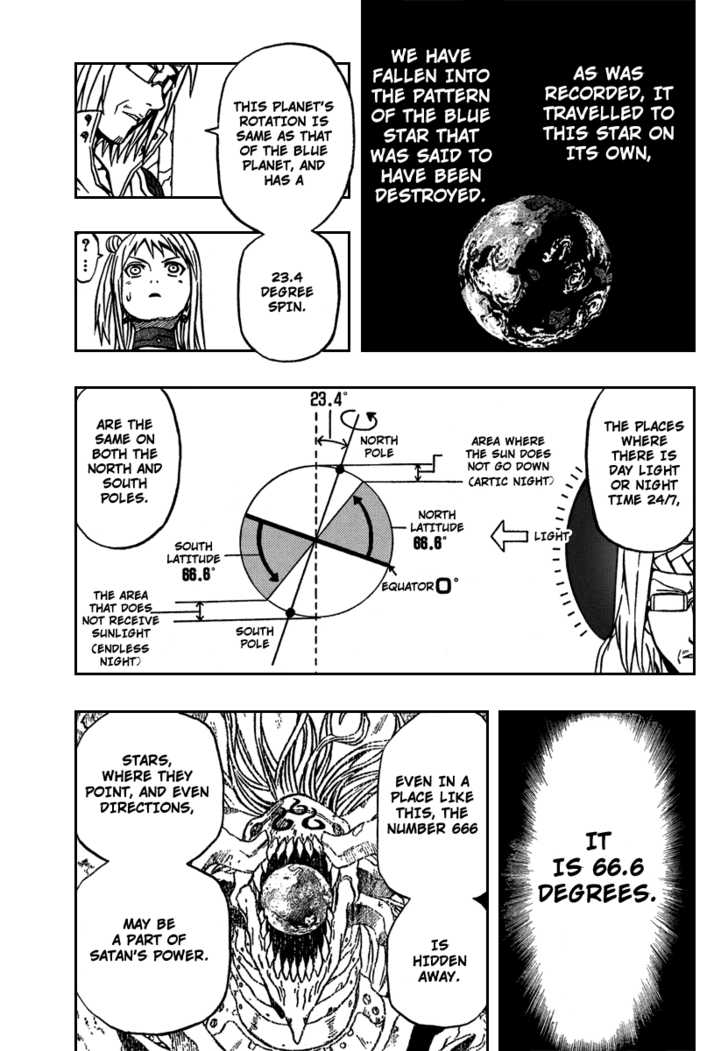 AS WAS
RECORDED, IT
TRAVELLED TO
THIS STAR ON
ITS OWN,
WE HAVE
FALLEN INTO
THE PATTERN
OF THE BLUE
STAR THAT
WAS SAID TO
HAVE BEEN
DESTROYED.
THIS PLANET'S
ROTATION IS
SAME AS THAT
OF THE BLUE
PLANET, AND
HAS A
23.4
DEGREE
SPIN.
?
...
THE PLACES
WHERE
THERE IS
DAY LIGHT
OR NIGHT
TIME 24/7,
ARE THE
SAME ON
BOTH THE
NORTH AND
SOUTH
POLES.
23.4°
NORTH
POLE
AREA WHERE
THE SUN DOES
NOT GO DOWN
(ARTIC NIGHT)
NORTH
LATITUDE
66.6°
LIGHT
SOUTH
LATITUDE
66.6°
EQUATOR 0°
THE AREA
THAT DOES
NOT RECEIVE
SUNLIGHT
(ENDLESS
NIGHT)
SOUTH
POLE
IT
IS 66.6
DEGREES.
EVEN IN A
PLACE LIKE
THIS, THE
NUMBER 666
IS
HIDDEN
AWAY.
STARS,
WHERE THEY
POINT, AND EVEN
DIRECTIONS,
MAY BE
A PART OF
SATAN'S POWER.